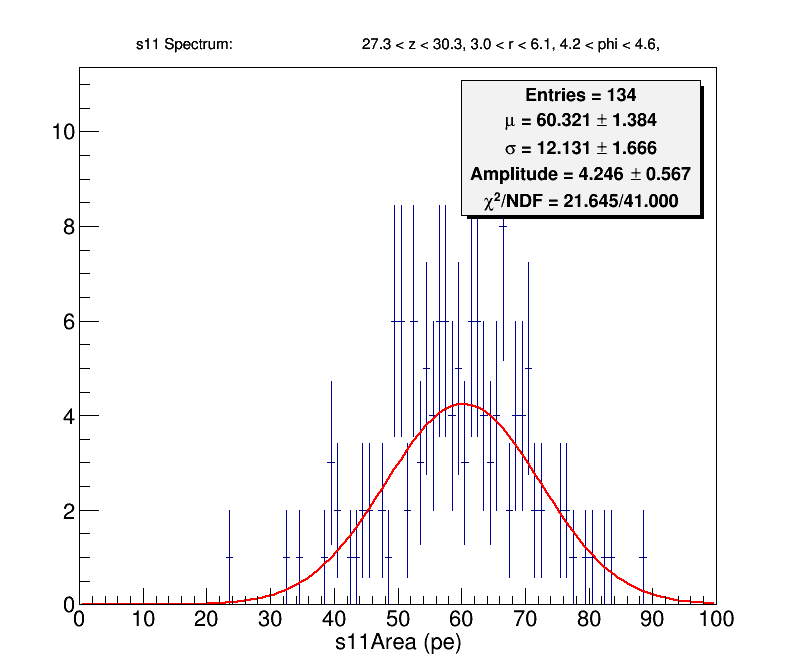 s11 Spectrum: 27.3 < z < 30.3, 3.0 < r < 6.1, 4.2 < phi < 4.6,
Entries = 134
μ = 60.321 ± 1.384
σ = 12.131 ± 1.666
Amplitude = 4.246 ± 0.567
χ²/NDF = 21.645/41.000
10
8
6
4
2
0
0 10 20 30 40 50 60 70 80 90 100
s11Area (pe)